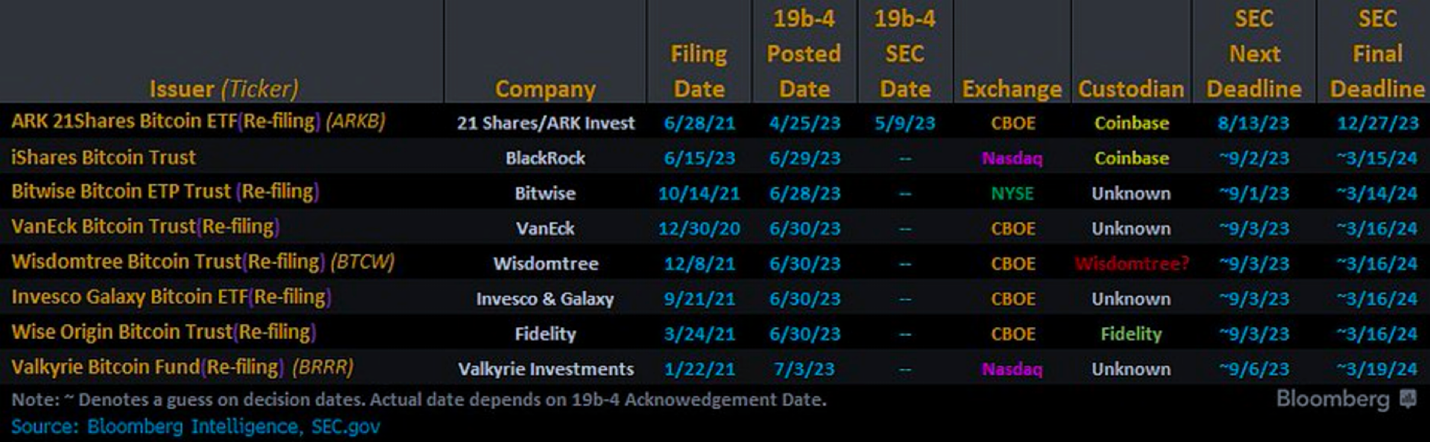 19b-4 19b-4 SEC SEC
Filing Posted SEC Next Final
Issuer (Ticker) Company Date Date Date Exchange Custodian Deadline Deadline
ARK 21Shares Bitcoin ETF(Re-filing) (ARKB) 21 Shares/ARK Invest 6/28/21 4/25/23 5/9/23 CBOE Coinbase 8/13/23 12/27/23
iShares Bitcoin Trust BlackRock 6/15/23 6/29/23 -- Nasdaq Coinbase ~9/2/23 ~3/15/24
Bitwise Bitcoin ETP Trust (Re-filing) Bitwise 10/14/21 6/28/23 -- NYSE Unknown ~9/1/23 ~3/14/24
VanEck Bitcoin Trust(Re-filing) VanEck 12/30/20 6/30/23 -- CBOE Unknown ~9/3/23 ~3/16/24
Wisdomtree Bitcoin Trust(Re-filing) (BTCW) Wisdomtree 12/8/21 6/30/23 -- CBOE Wisdomtree? ~9/3/23 ~3/16/24
Invesco Galaxy Bitcoin ETF(Re-filing) Invesco & Galaxy 9/21/21 6/30/23 -- CBOE Unknown ~9/3/23 ~3/16/24
Wise Origin Bitcoin Trust(Re-filing) Fidelity 3/24/21 6/30/23 -- CBOE Fidelity ~9/3/23 ~3/16/24
Valkyrie Bitcoin Fund(Re-filing) (BRRR) Valkyrie Investments 1/22/21 7/3/23 -- Nasdaq Unknown ~9/6/23 ~3/19/24
Note: ~ Denotes a guess on decision dates. Actual date depends on 19b-4 Acknowedgement Date. Bloomberg
Source: Bloomberg Intelligence, SEC.gov